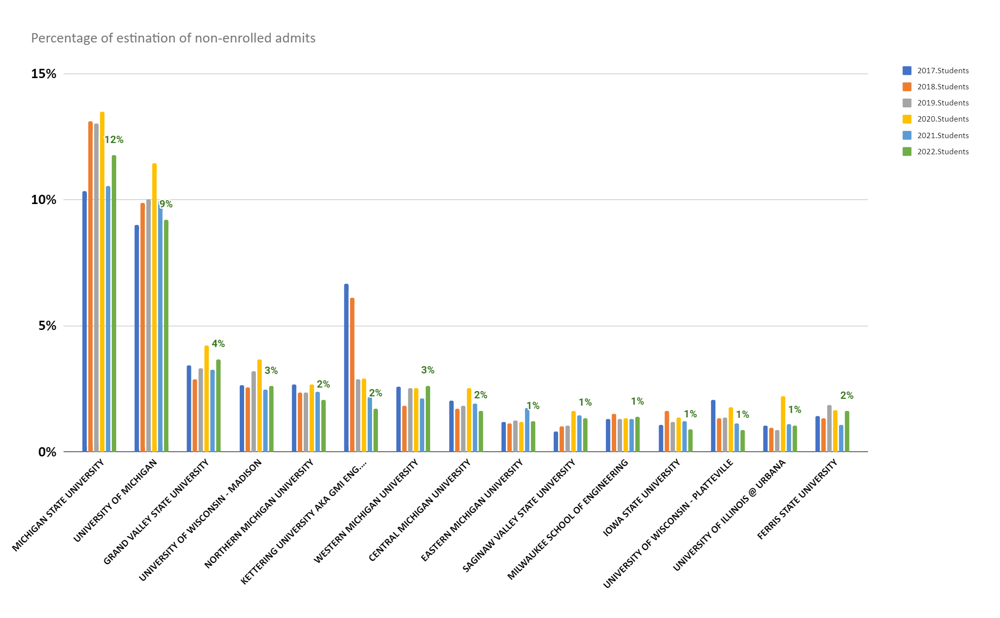 Percentage of estination of non-enrolled admits
15%
10%
5%
0%
2017.Students
2018.Students
2019.Students
2020.Students
2021.Students
2022.Students
12%
9%
4%
3%
2%
2%
3%
2%
1%
1%
1%
1%
1%
1%
2%
MICHIGAN STATE UNIVERSITY
UNIVERSITY OF MICHIGAN
GRAND VALLEY STATE UNIVERSITY
UNIVERSITY OF WISCONSIN - MADISON
NORTHERN MICHIGAN UNIVERSITY
KETTERING UNIVERSITY AKA GMI ENG....
WESTERN MICHIGAN UNIVERSITY
CENTRAL MICHIGAN UNIVERSITY
EASTERN MICHIGAN UNIVERSITY
SAGINAW VALLEY STATE UNIVERSITY
MILWAUKEE SCHOOL OF ENGINEERING
IOWA STATE UNIVERSITY
UNIVERSITY OF WISCONSIN - PLATTEVILLE
UNIVERSITY OF ILLINOIS @ URBANA
FERRIS STATE UNIVERSITY